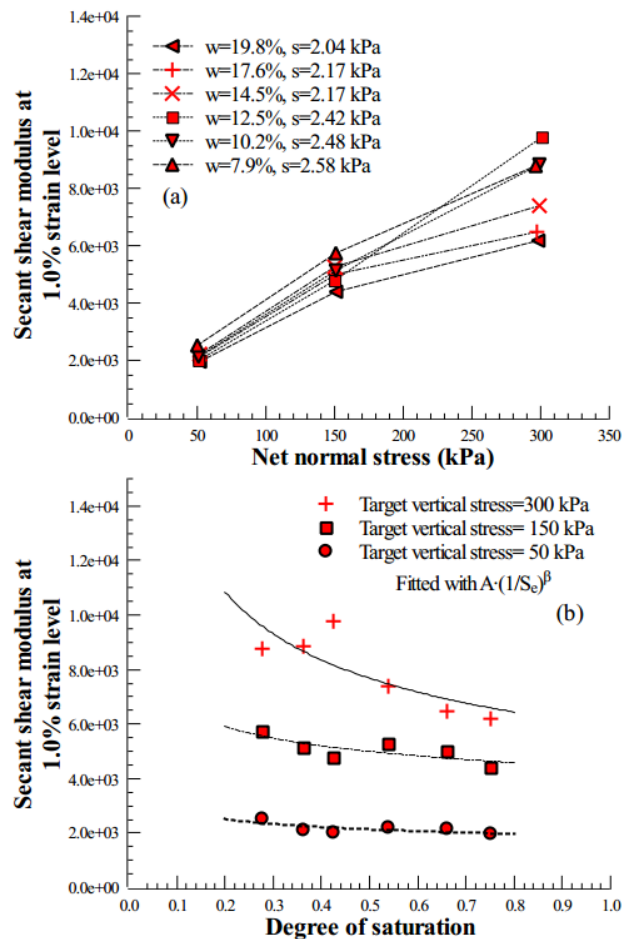 1.4e+04
1.2e+04
1.0e+04
8.0e+03
6.0e+03
4.0e+03
2.0e+03
0.0e+00
Secant shear modulus at
1.0% strain level
w=19.8%, s=2.04 kPa
w=17.6%, s=2.17 kPa
w=14.5%, s=2.17 kPa
w=12.5%, s=2.42 kPa
w=10.2%, s=2.48 kPa
w=7.9%, s=2.58 kPa
(a)
0 50 100 150 200 250 300 350
Net normal stress (kPa)
1.4e+04
1.2e+04
1.0e+04
8.0e+03
6.0e+03
4.0e+03
2.0e+03
0.0e+00
Secant shear modulus at
1.0% strain level
Target vertical stress=300 kPa
Target vertical stress= 150 kPa
Target vertical stress= 50 kPa
Fitted with A·(1/Sₑ)^β
(b)
0.0 0.1 0.2 0.3 0.4 0.5 0.6 0.7 0.8 0.9 1.0
Degree of saturation